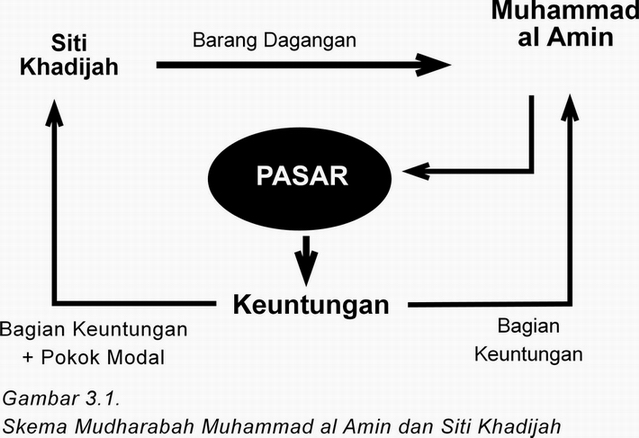 Siti
Khadijah
Barang Dagangan
Muhammad
al Amin
PASAR
Keuntungan
Bagian Keuntungan
+ Pokok Modal
Bagian
Keuntungan
Gambar 3.1.
Skema Mudharabah Muhammad al Amin dan Siti Khadijah